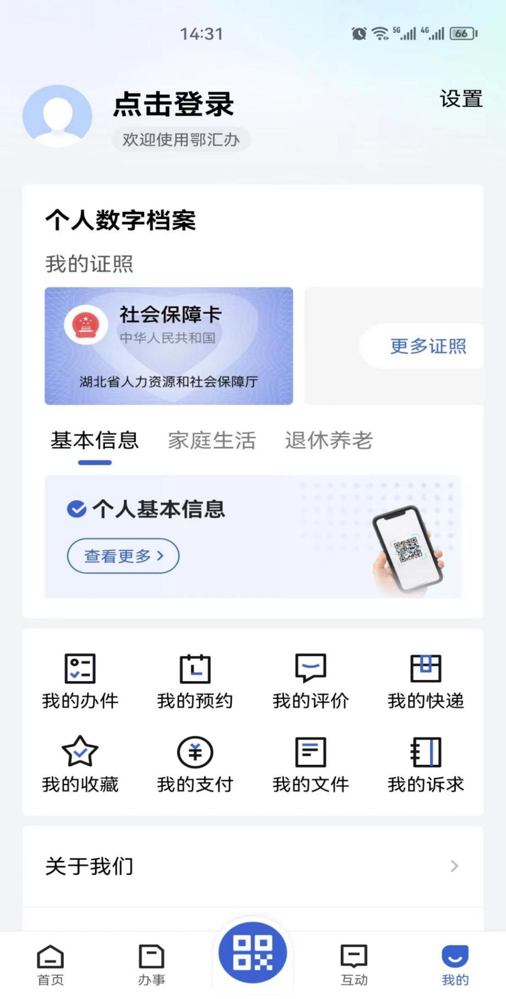 14:31
5G 4G 66
点击登录
设置
欢迎使用鄂汇办
个人数字档案
我的证照
社会保障卡
中华人民共和国
湖北省人力资源和社会保障厅
更多证照
基本信息 家庭生活 退休养老
个人基本信息
查看更多
我的办件 我的预约 我的评价 我的快递
我的收藏 我的支付 我的文件 我的诉求
关于我们
首页 办事 互动 我的